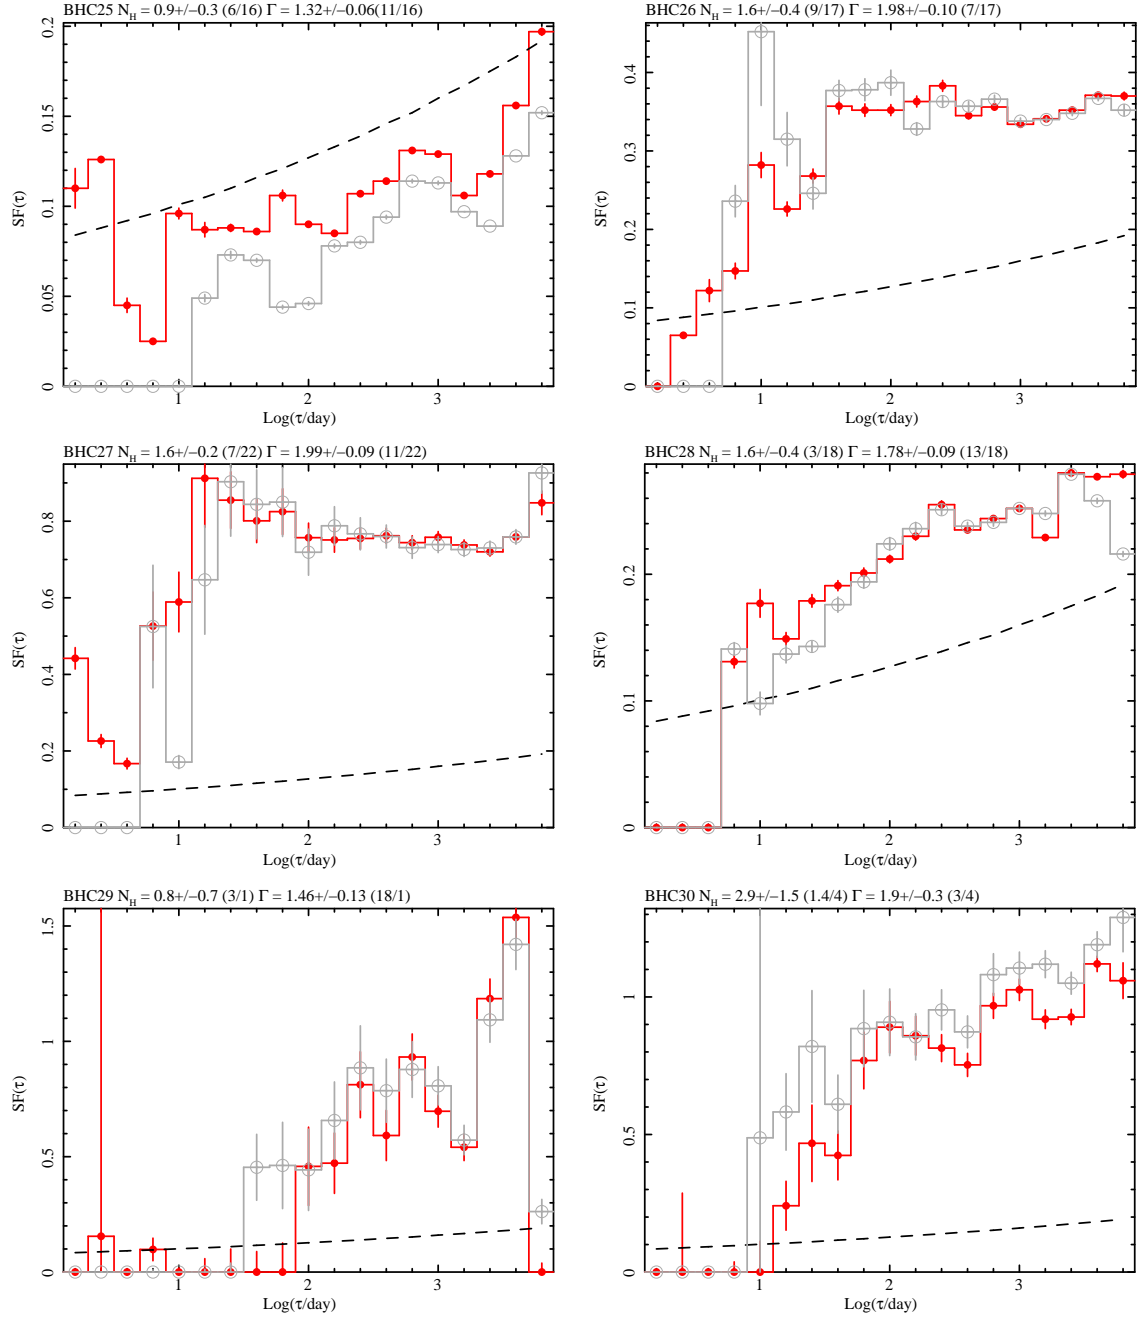 BHC25 N_H = 0.9+/−0.3 (6/16) Γ = 1.32+/−0.06(11/16)
0.2
0.15
0.1
0.05
0
SF(τ)
1 2 3
Log(τ/day)
BHC26 N_H = 1.6+/−0.4 (9/17) Γ = 1.98+/−0.10 (7/17)
0.4
0.3
0.2
0.1
0
SF(τ)
1 2 3
Log(τ/day)
BHC27 N_H = 1.6+/−0.2 (7/22) Γ = 1.99+/−0.09 (11/22)
0.8
0.6
0.4
0.2
0
SF(τ)
1 2 3
Log(τ/day)
BHC28 N_H = 1.6+/−0.4 (3/18) Γ = 1.78+/−0.09 (13/18)
0.2
0.1
0
SF(τ)
1 2 3
Log(τ/day)
BHC29 N_H = 0.8+/−0.7 (3/1) Γ = 1.46+/−0.13 (18/1)
1.5
1
0.5
0
SF(τ)
1 2 3
Log(τ/day)
BHC30 N_H = 2.9+/−1.5 (1.4/4) Γ = 1.9+/−0.3 (3/4)
1
0.5
0
SF(τ)
1 2 3
Log(τ/day)